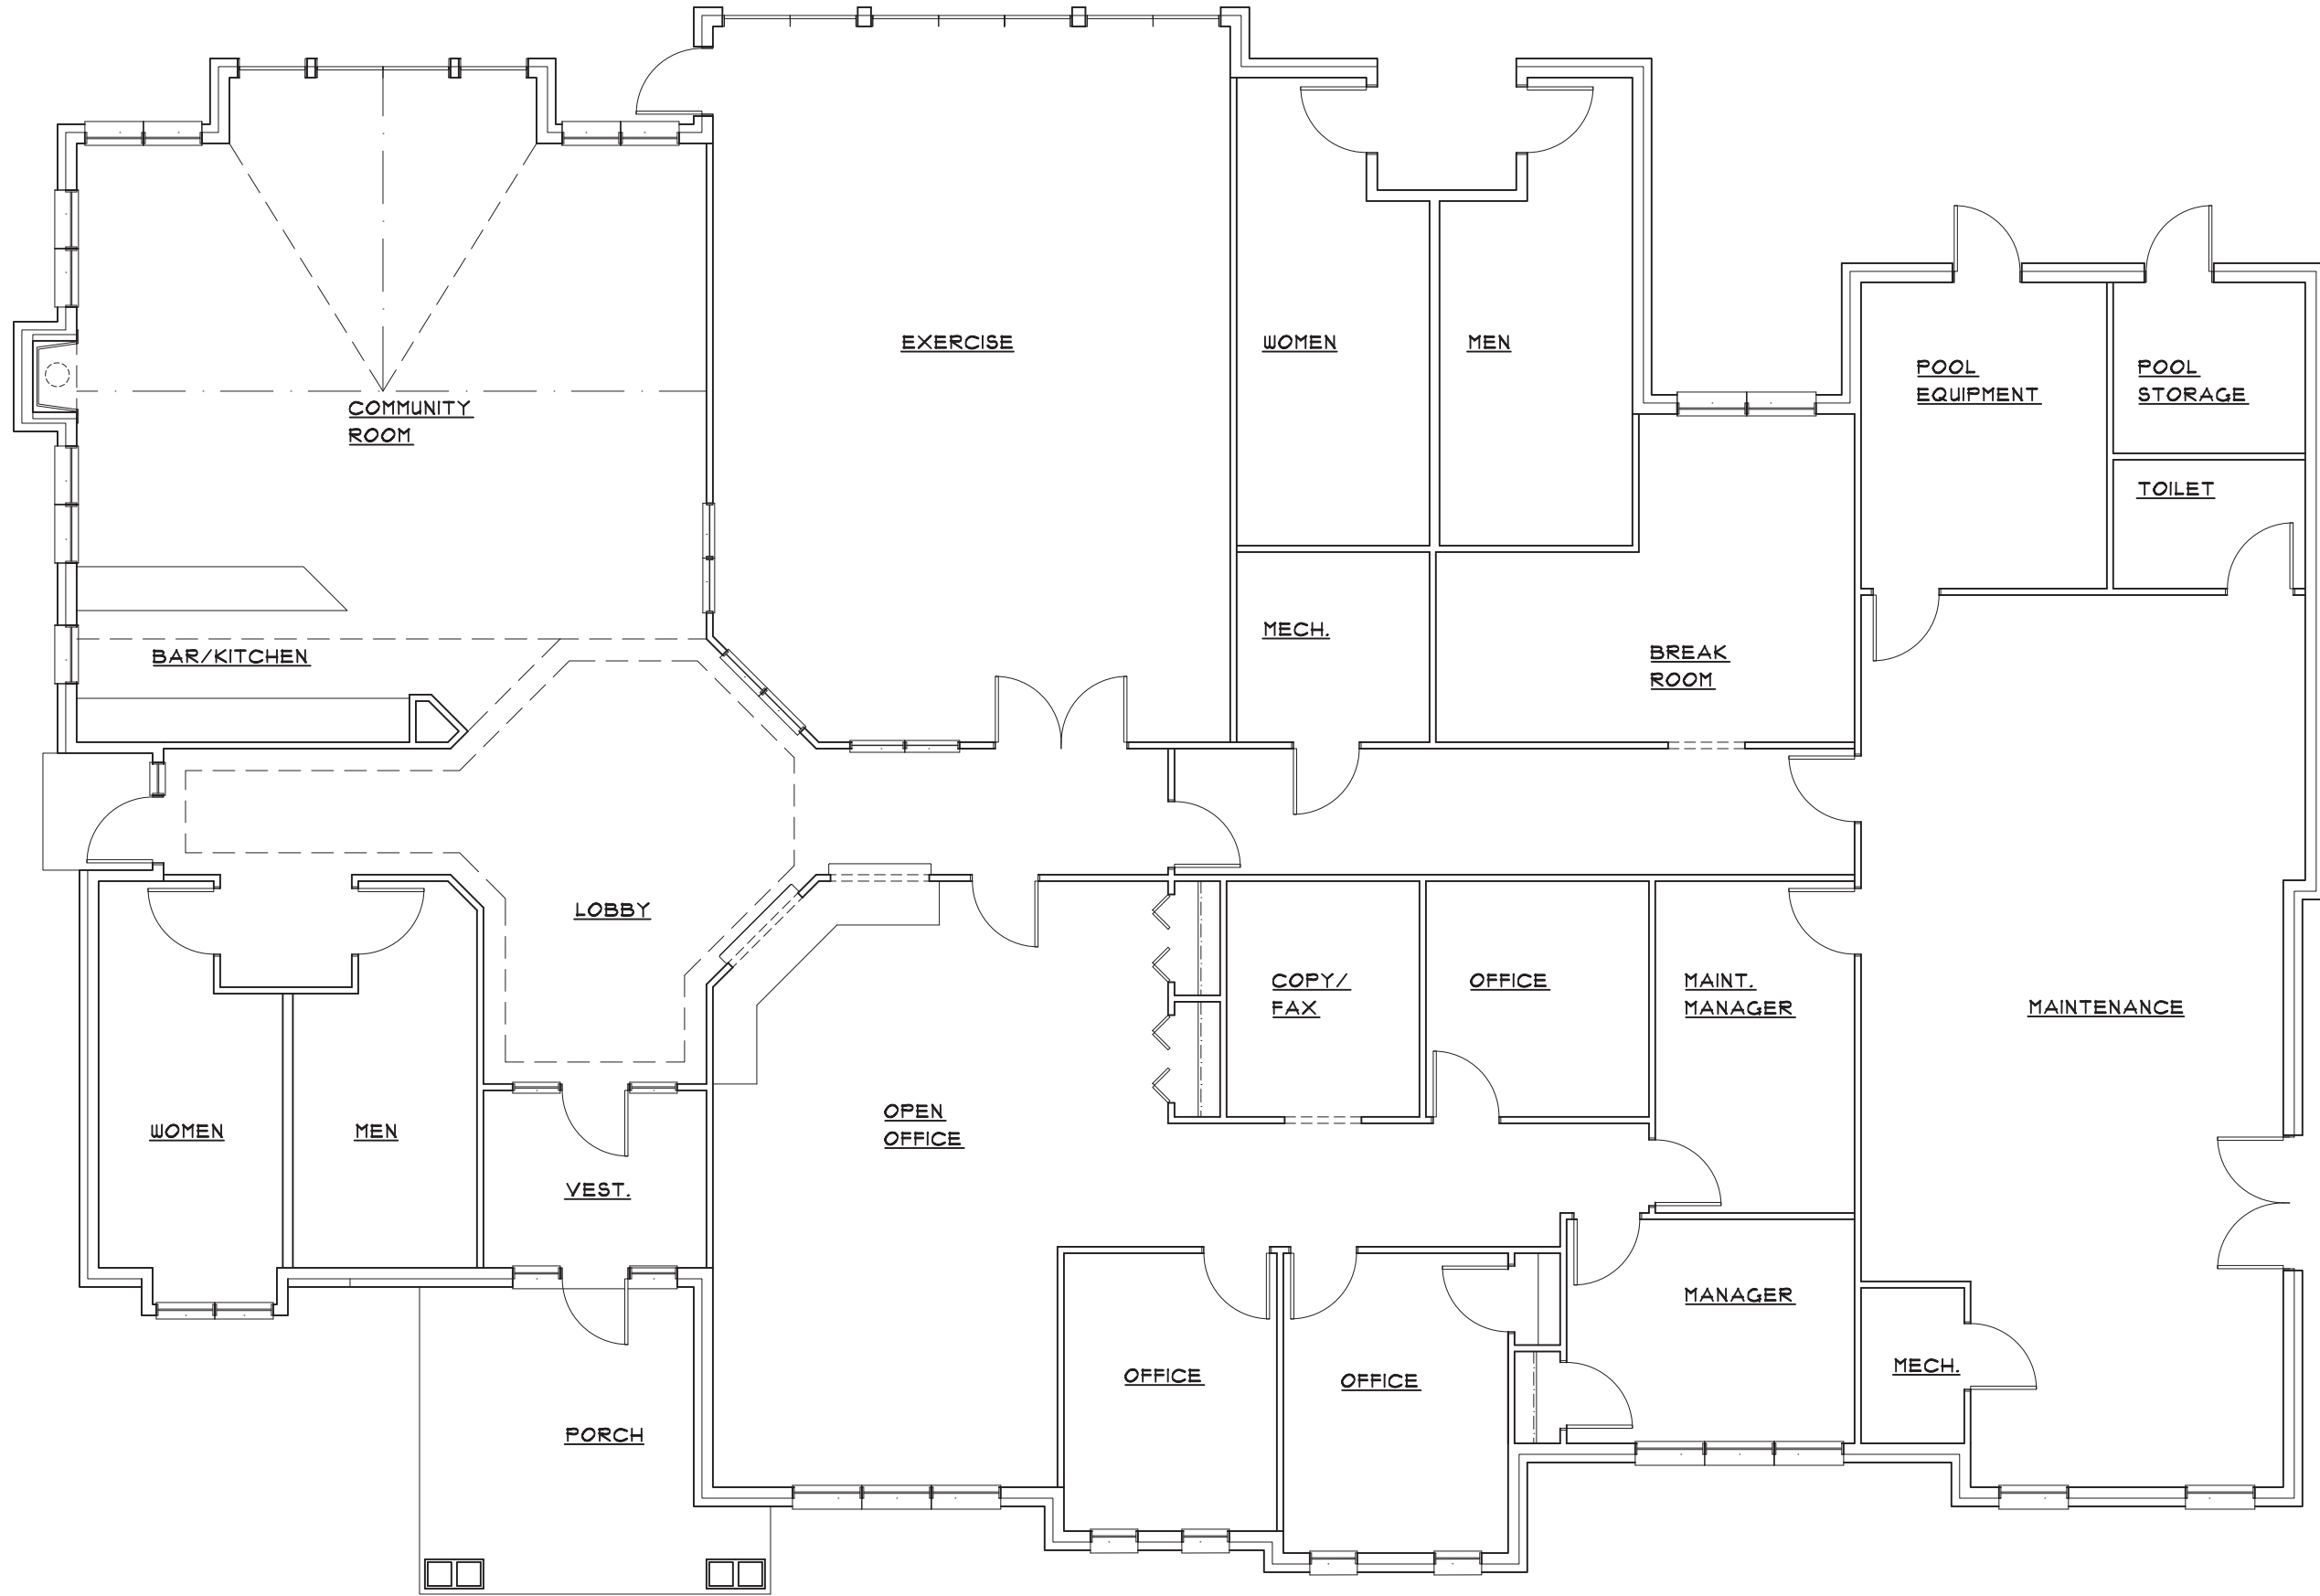 EXERCISE
WOMEN
MEN
POOL
EQUIPMENT
POOL
STORAGE
COMMUNITY
ROOM
TOILET
MECH.
BAR/KITCHEN
BREAK
ROOM
LOBBY
COPY/
FAX
OFFICE
MAINT.
MANAGER
MAINTENANCE
WOMEN
MEN
OPEN
OFFICE
VEST.
MANAGER
OFFICE
OFFICE
MECH.
PORCH